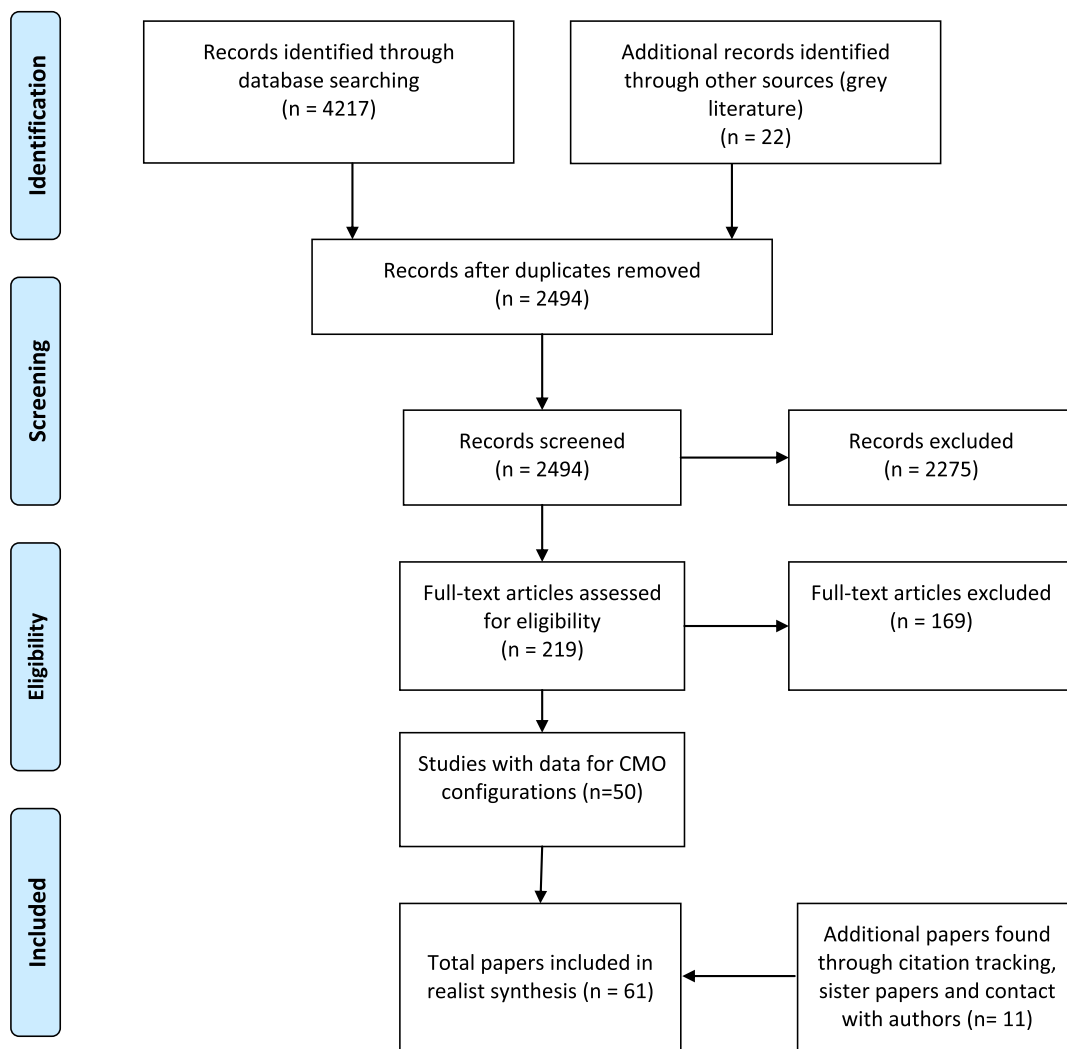 Identification
Records identified through
database searching
(n = 4217)
Additional records identified
through other sources (grey
literature)
(n = 22)
Records after duplicates removed
(n = 2494)
Screening
Records screened
(n = 2494)
Records excluded
(n = 2275)
Eligibility
Full-text articles assessed
for eligibility
(n = 219)
Full-text articles excluded
(n = 169)
Studies with data for CMO
configurations (n=50)
Included
Total papers included in
realist synthesis (n = 61)
Additional papers found
through citation tracking,
sister papers and contact
with authors (n= 11)